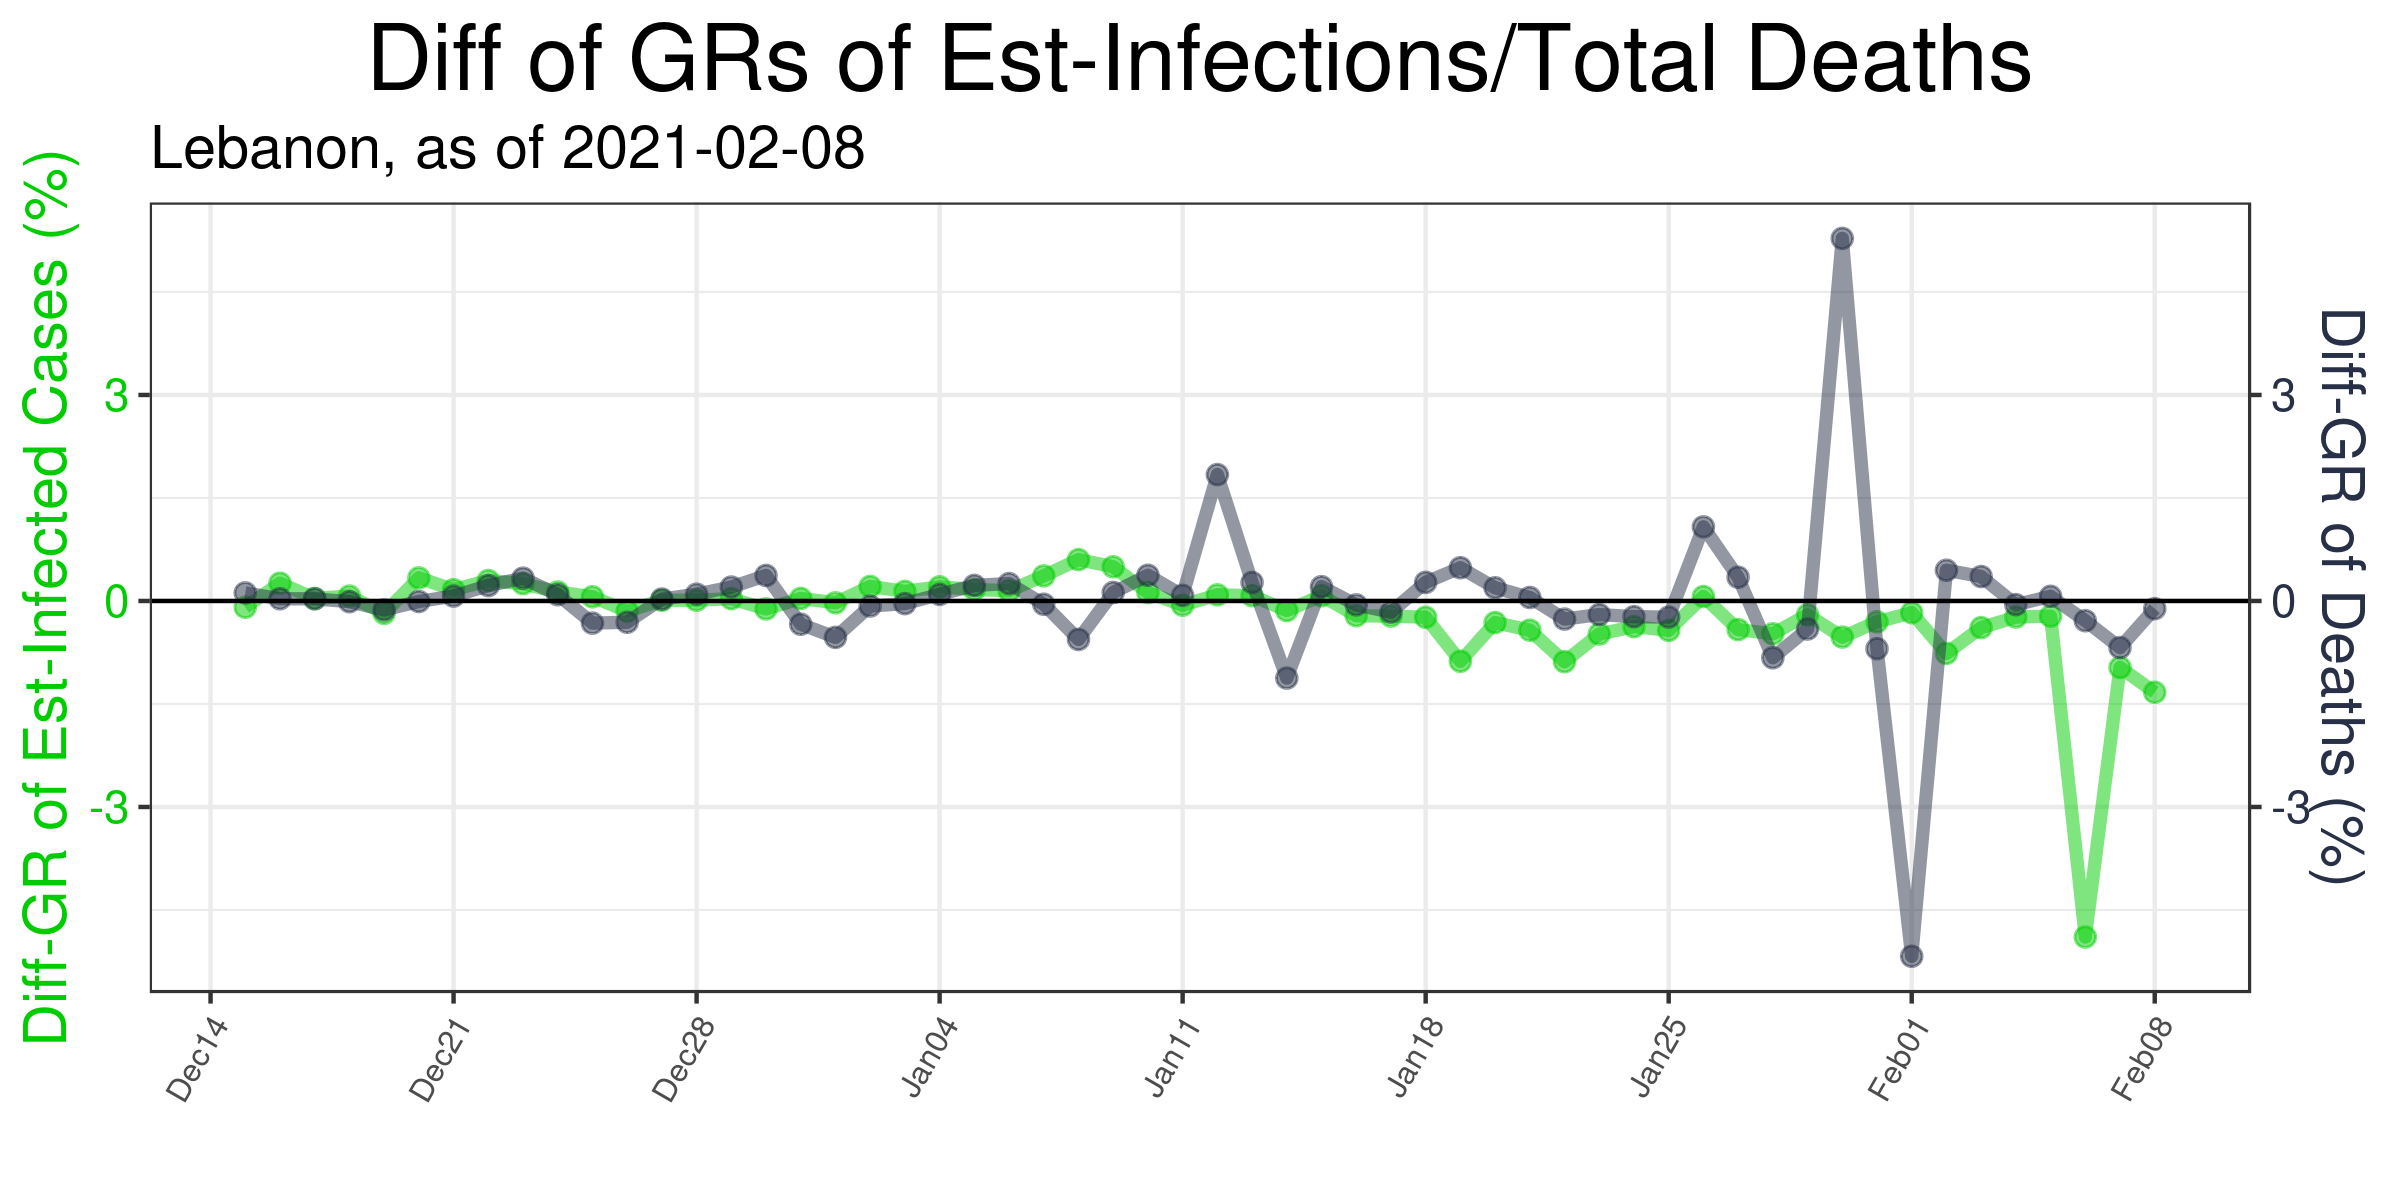 Diff of GRs of Est-Infections/Total Deaths
Lebanon, as of 2021-02-08
Diff-GR of Est-Infected Cases (%)
3
0
-3
3
0
-3
Diff-GR of Deaths (%)
Dec14
Dec21
Dec28
Jan04
Jan11
Jan18
Jan25
Feb01
Feb08